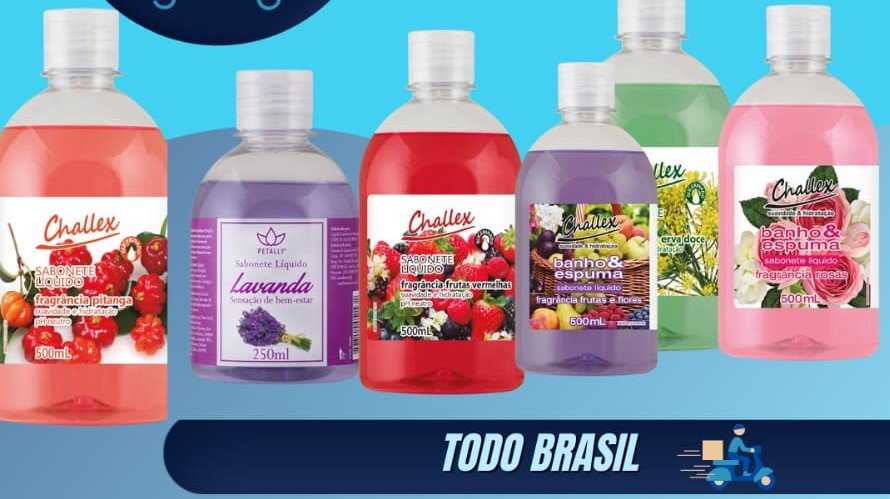 Challex
SABONETE
LÍQUIDO
fragrância pitanga
suavidade e hidratação
pH neutro
500mL
PETALLY
Sabonete Líquido
Lavanda
Sensação de bem-estar
250ml
Challex
SABONETE
LÍQUIDO
fragrância frutas vermelhas
suavidade e hidratação
pH neutro
500mL
Challex
suavidade & hidratação
banho&
espuma
sabonete líquido
fragrância frutas e flores
500mL
erva doce
Challex
suavidade & hidratação
banho&
espuma
sabonete líquido
fragrância rosas
500mL
TODO BRASIL